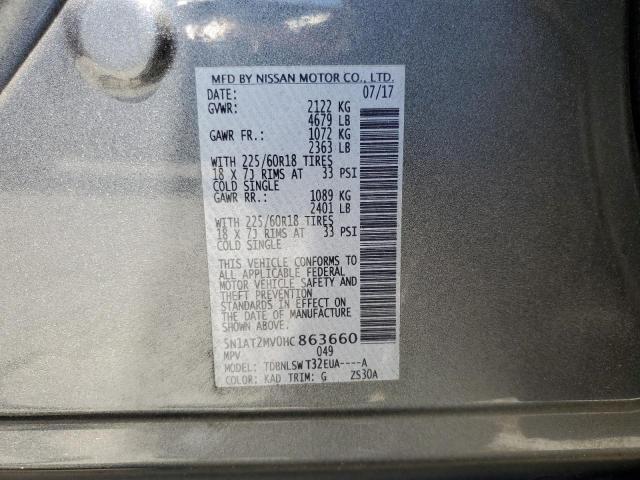 MFD BY NISSAN MOTOR CO., LTD.
DATE: 07/17
GVWR: 2122 KG
4679 LB
GAWR FR.: 1072 KG
2363 LB
WITH 225/60R18 TIRES
18 X 7J RIMS AT 33 PSI
COLD SINGLE
GAWR RR.: 1089 KG
2401 LB
WITH 225/60R18 TIRES
18 X 7J RIMS AT 33 PSI
COLD SINGLE
THIS VEHICLE CONFORMS TO
ALL APPLICABLE FEDERAL
MOTOR VEHICLE SAFETY AND
THEFT PREVENTION
STANDARDS IN EFFECT ON
THE DATE OF MANUFACTURE
SHOWN ABOVE.
5N1AT2MV0HC863660
MPV 049
MODEL: TDBNLSWT32EUA----A
COLOR: KAD TRIM: G ZS30A